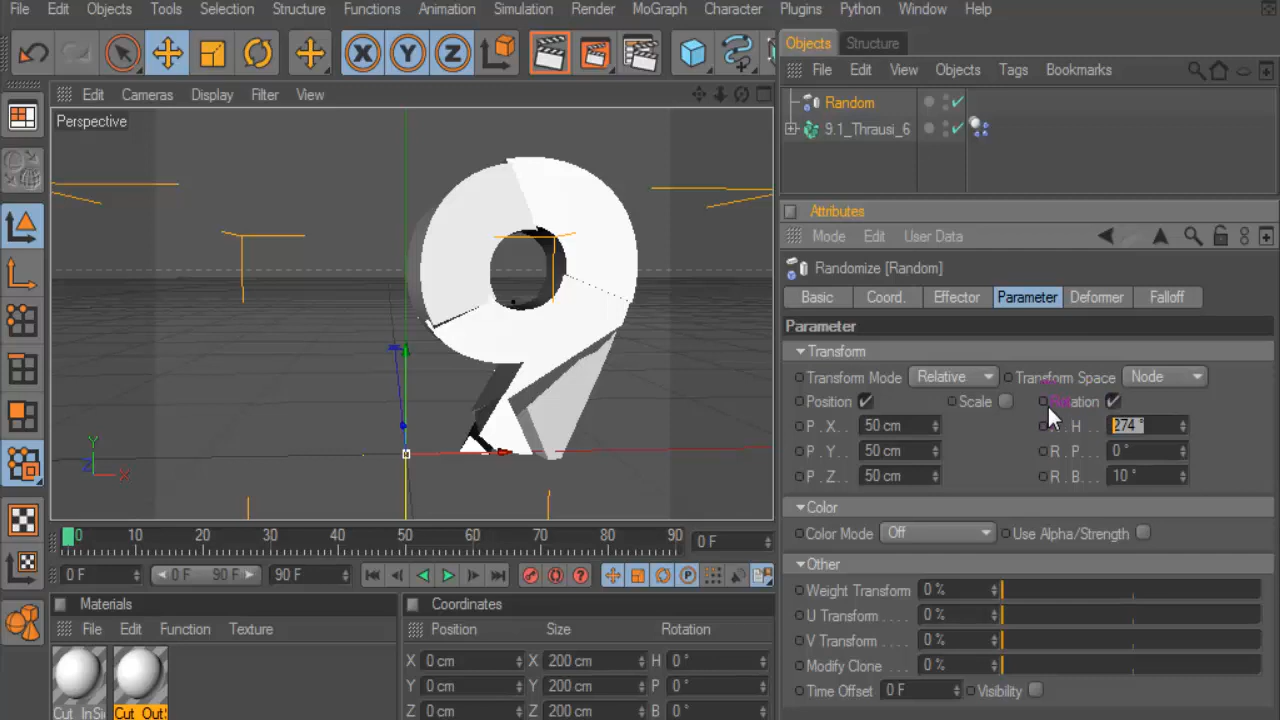 File Edit Objects Tools Selection Structure Functions Animation Simulation Render MoGraph Character Plugins Python Window Help
X Y Z
Objects Structure
File Edit View Objects Tags Bookmarks
Edit Cameras Display Filter View
Perspective
Random
9.1_Thrausi_6
Attributes
Mode Edit User Data
Randomize [Random]
Basic Coord. Effector Parameter Deformer Falloff
Parameter
Transform
Transform Mode Relative Transform Space Node
Position Scale
P . X 50 cm H 274 °
P . Y 50 cm R . P 0 °
P . Z 50 cm R . B 10 °
Color
Color Mode Off Use Alpha/Strength
Other
Weight Transform 0 %
U Transform 0 %
V Transform 0 %
Modify Clone 0 %
Time Offset 0 F Visibility
9
Y
Z X
0 10 20 30 40 50 60 70 80 90 0 F
0 F 0 F 90 F 90 F
Materials
File Edit Function Texture
Coordinates
Position Size Rotation
X 0 cm X 200 cm H 0 °
Y 0 cm Y 200 cm P 0 °
Z 0 cm Z 200 cm B 0 °